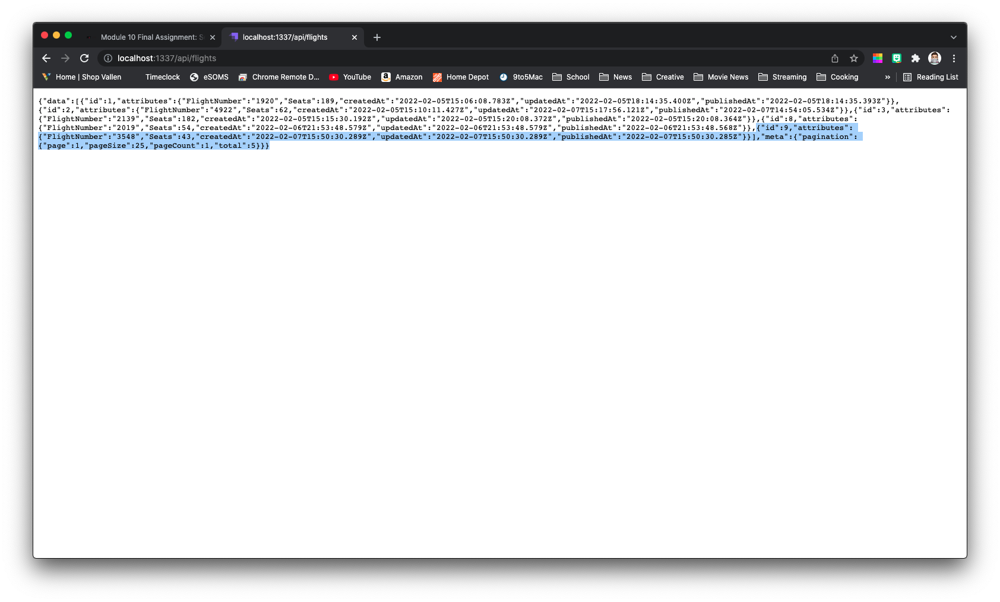 Module 10 Final Assignment: S
localhost:1337/api/flights
localhost:1337/api/flights
Home | Shop Vallen
Timeclock
eSOMS
Chrome Remote D...
YouTube
Amazon
Home Depot
9to5Mac
School
News
Creative
Movie News
Streaming
Cooking
»
Reading List
{"data":[{"id":1,"attributes":{"FlightNumber":"1920","Seats":189,"createdAt":"2022-02-05T15:06:08.783Z","updatedAt":"2022-02-05T18:14:35.400Z","publishedAt":"2022-02-05T18:14:35.393Z"}},
{"id":2,"attributes":{"FlightNumber":"4922","Seats":62,"createdAt":"2022-02-05T15:10:11.427Z","updatedAt":"2022-02-07T15:17:56.121Z","publishedAt":"2022-02-07T14:54:05.534Z"}},{"id":3,"attributes":
{"FlightNumber":"2139","Seats":182,"createdAt":"2022-02-05T15:15:30.192Z","updatedAt":"2022-02-05T15:20:08.372Z","publishedAt":"2022-02-05T15:20:08.364Z"}},{"id":8,"attributes":
{"FlightNumber":"2019","Seats":54,"createdAt":"2022-02-06T21:53:48.579Z","updatedAt":"2022-02-06T21:53:48.579Z","publishedAt":"2022-02-06T21:53:48.568Z"}},{"id":9,"attributes":
{"FlightNumber":"3548","Seats":43,"createdAt":"2022-02-07T15:50:30.289Z","updatedAt":"2022-02-07T15:50:30.289Z","publishedAt":"2022-02-07T15:50:30.285Z"}}],"meta":{"pagination":
{"page":1,"pageSize":25,"pageCount":1,"total":5}}}